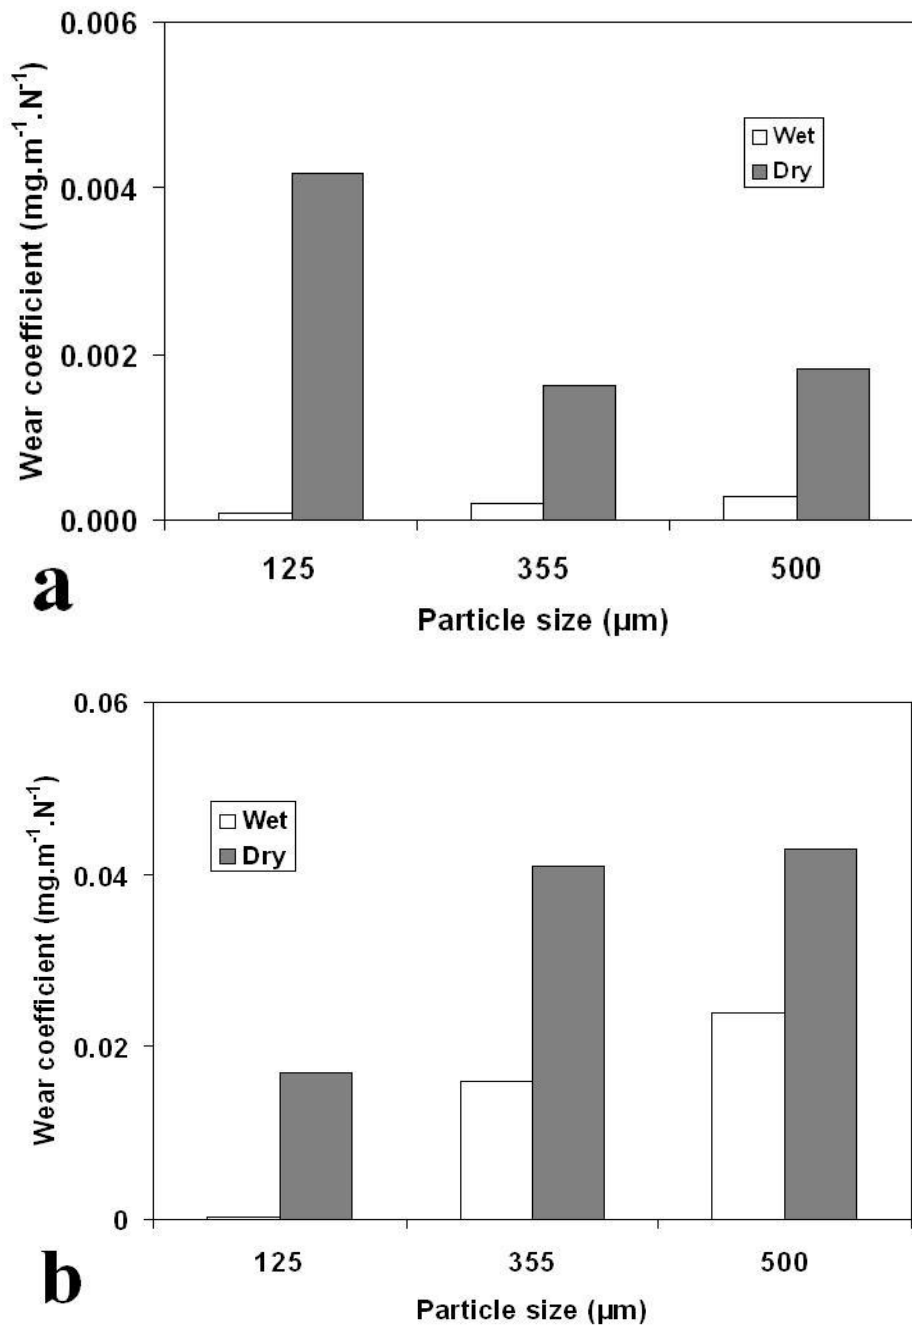 0.006
0.004
0.002
0.000
Wear coefficient (mg.m⁻¹.N⁻¹)
Wet
Dry
125 355 500
a
Particle size (µm)
0.06
0.04
0.02
0
Wear coefficient (mg.m⁻¹.N⁻¹)
Wet
Dry
125 355 500
b
Particle size (µm)